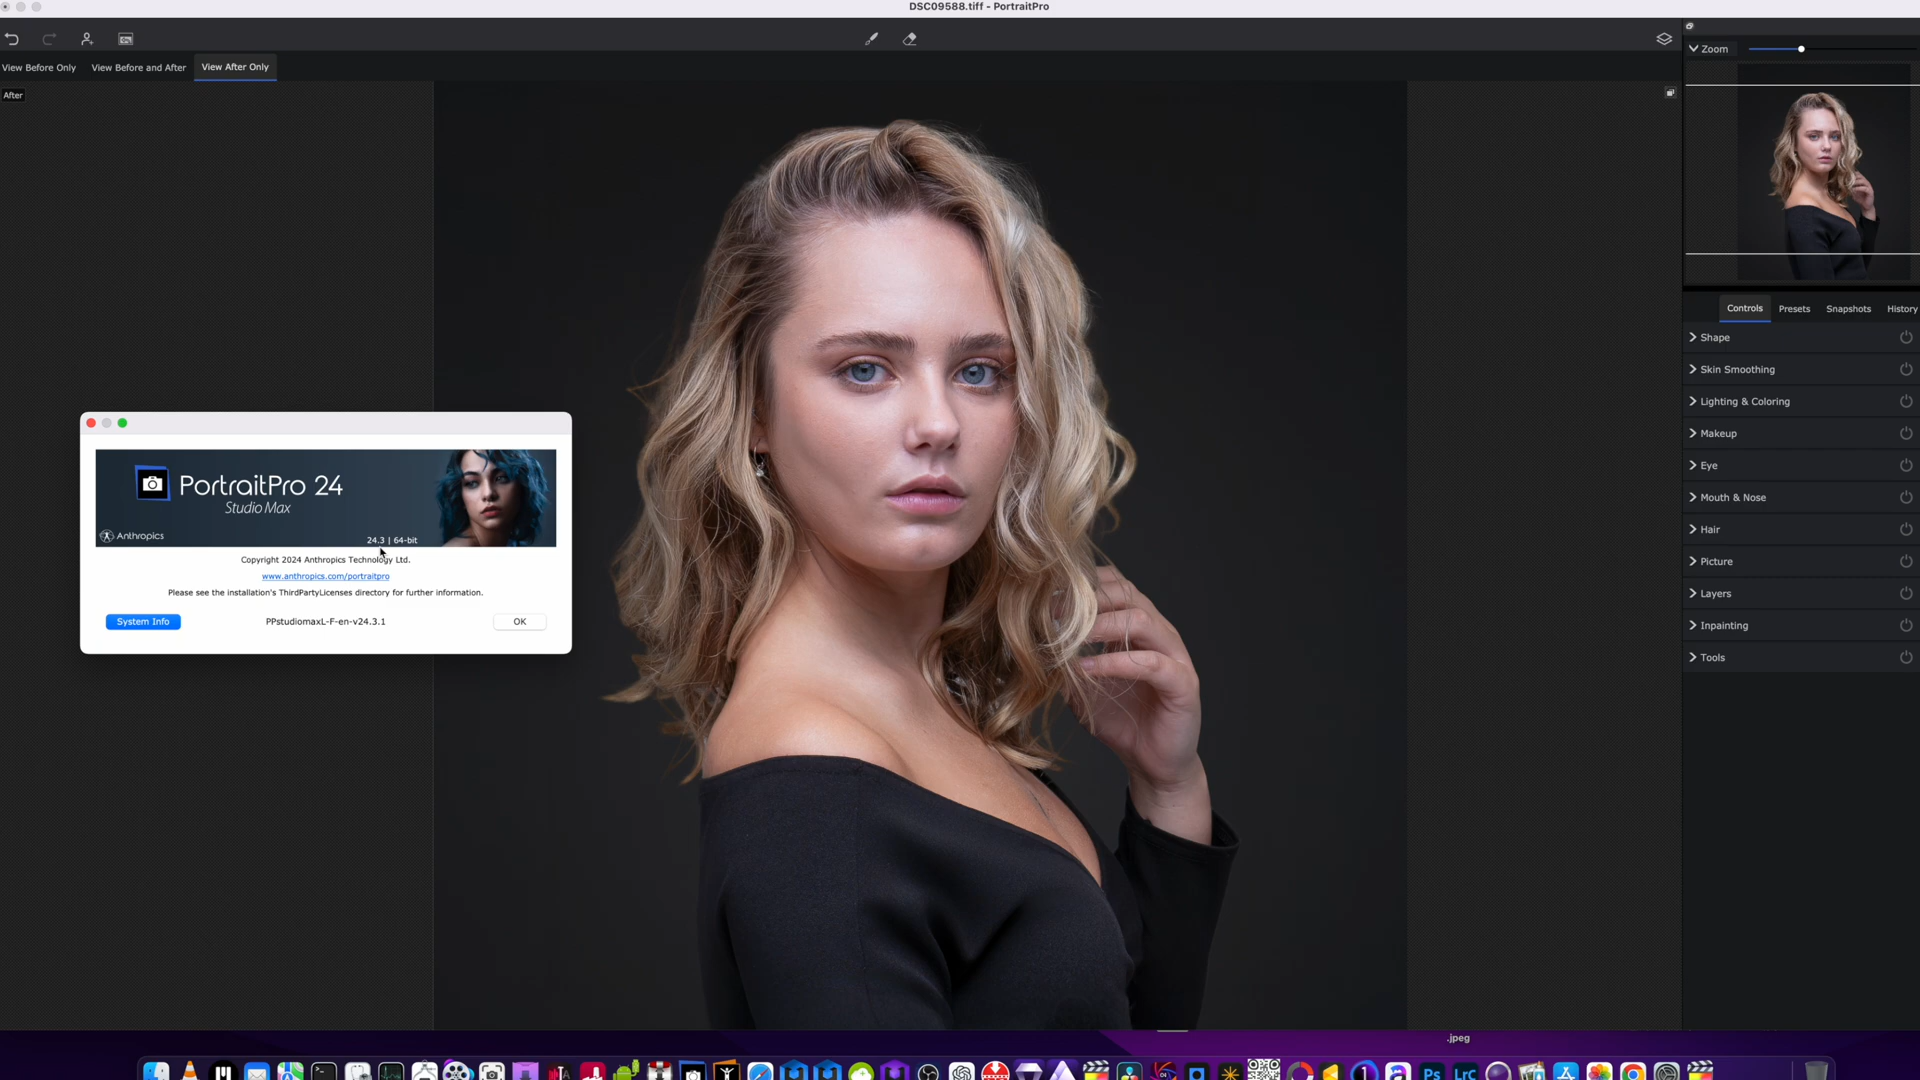 DSC09588.tiff - PortraitPro
View Before Only
View Before and After
View After Only
After
Zoom
Controls
Presets
Snapshots
History
Shape
Skin Smoothing
Lighting & Coloring
Makeup
Eye
Mouth & Nose
Hair
Picture
Layers
Inpainting
Tools
PortraitPro 24
Studio Max
Anthropics
24.3 | 64-bit
Copyright 2024 Anthropics Technology Ltd.
www.anthropics.com/portraitpro
Please see the installation's ThirdPartyLicenses directory for further information.
System Info
PPstudiomaxL-F-en-v24.3.1
OK
.jpeg
Ps
LrC